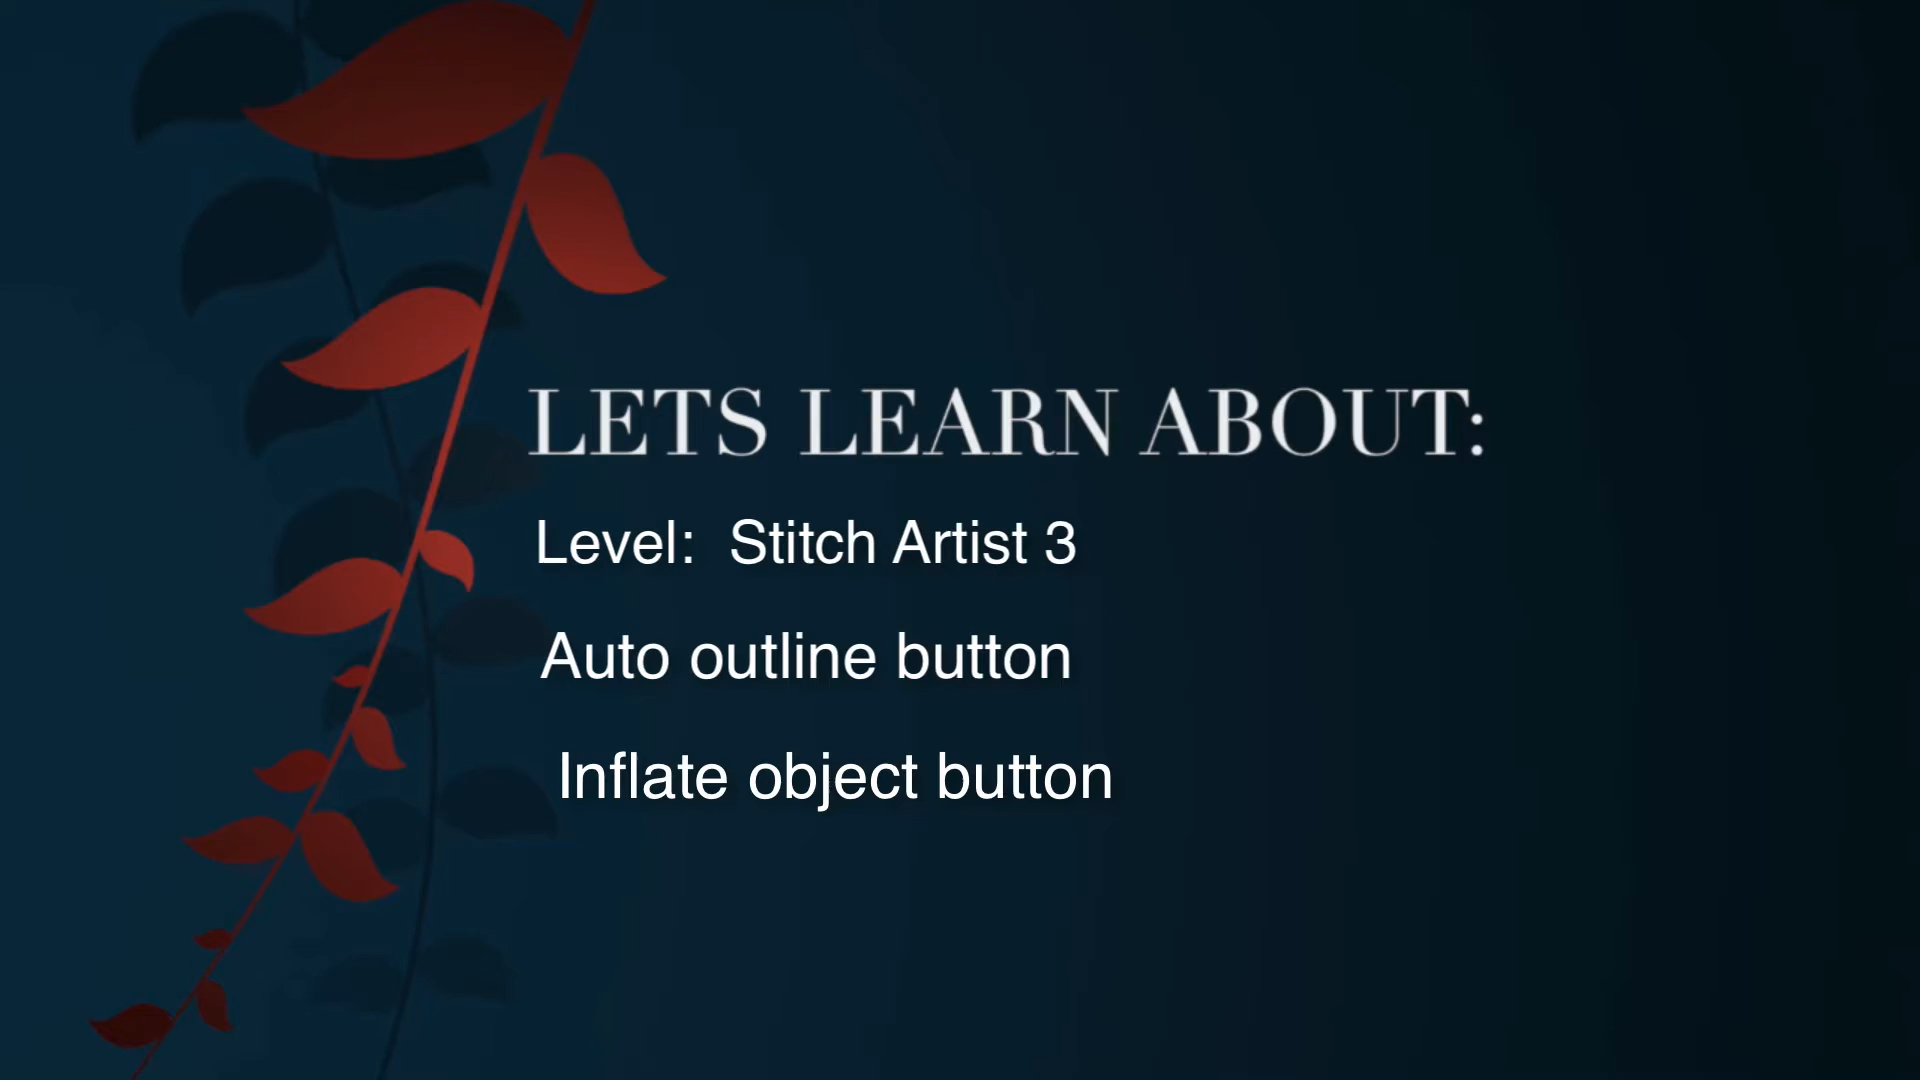 LETS LEARN ABOUT:
Level: Stitch Artist 3
Auto outline button
Inflate object button